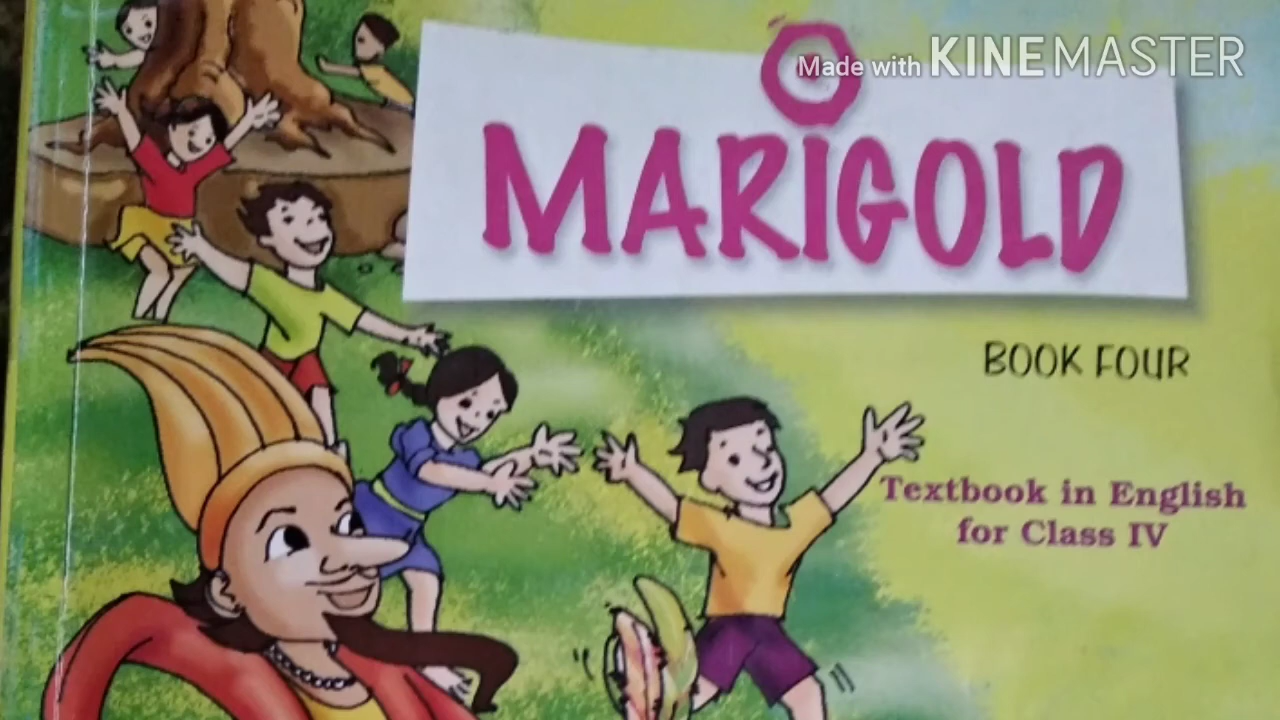 Made with KINEMASTER
MARIGOLD
BOOK FOUR
Textbook in English
for Class IV